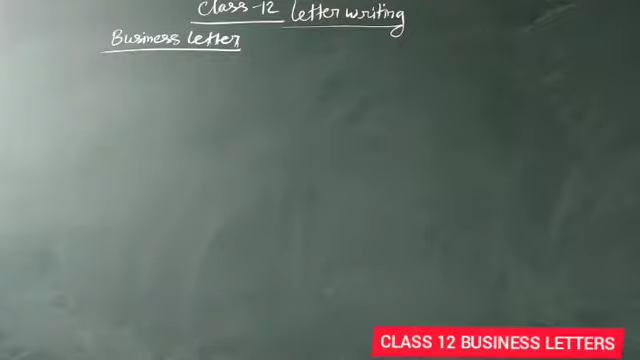 Class-12 Letter writing
Business Letter
CLASS 12 BUSINESS LETTERS